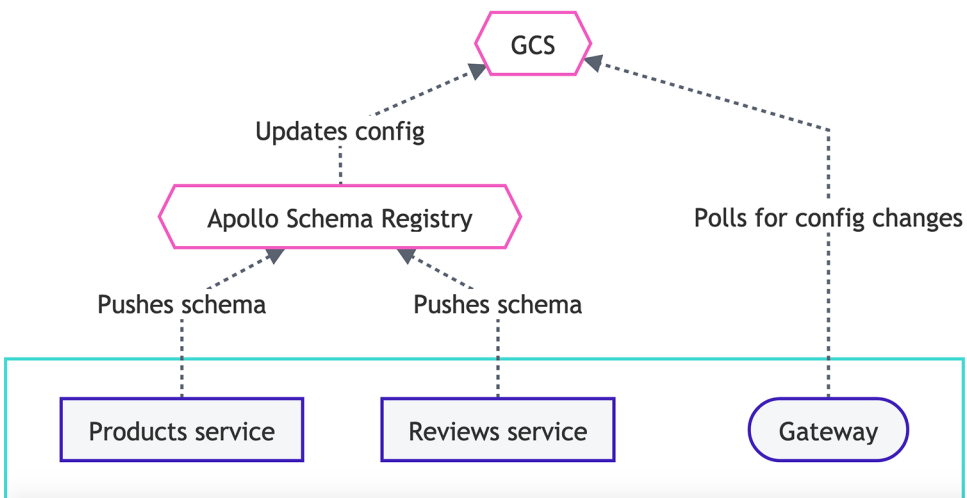 GCS
Updates config
Apollo Schema Registry
Polls for config changes
Pushes schema
Pushes schema
Products service
Reviews service
Gateway